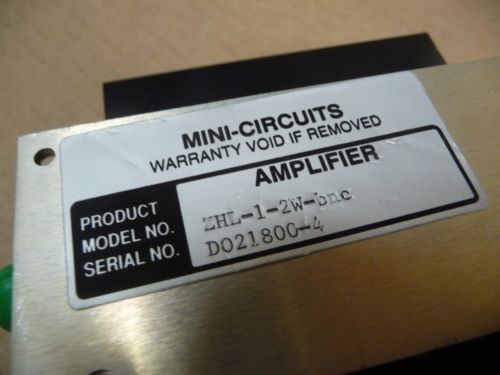 MINI-CIRCUITS
WARRANTY VOID IF REMOVED
PRODUCT AMPLIFIER
MODEL NO. ZHL-1-2W-bnc
SERIAL NO. D021800-4